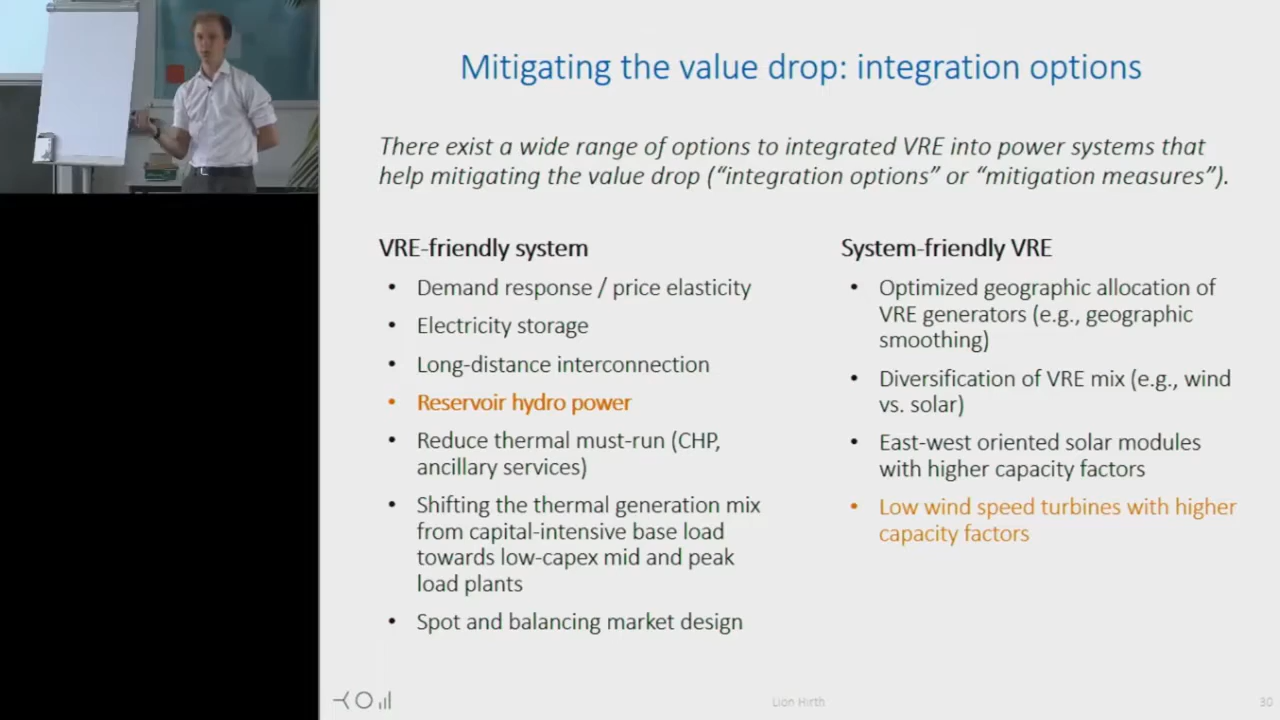 Mitigating the value drop: integration options
There exist a wide range of options to integrated VRE into power systems that
help mitigating the value drop (“integration options” or “mitigation measures”).
VRE-friendly system
• Demand response / price elasticity
• Electricity storage
• Long-distance interconnection
• Reservoir hydro power
• Reduce thermal must-run (CHP,
ancillary services)
• Shifting the thermal generation mix
from capital-intensive base load
towards low-capex mid and peak
load plants
• Spot and balancing market design
System-friendly VRE
• Optimized geographic allocation of
VRE generators (e.g., geographic
smoothing)
• Diversification of VRE mix (e.g., wind
vs. solar)
• East-west oriented solar modules
with higher capacity factors
• Low wind speed turbines with higher
capacity factors
Lion Hirth
30